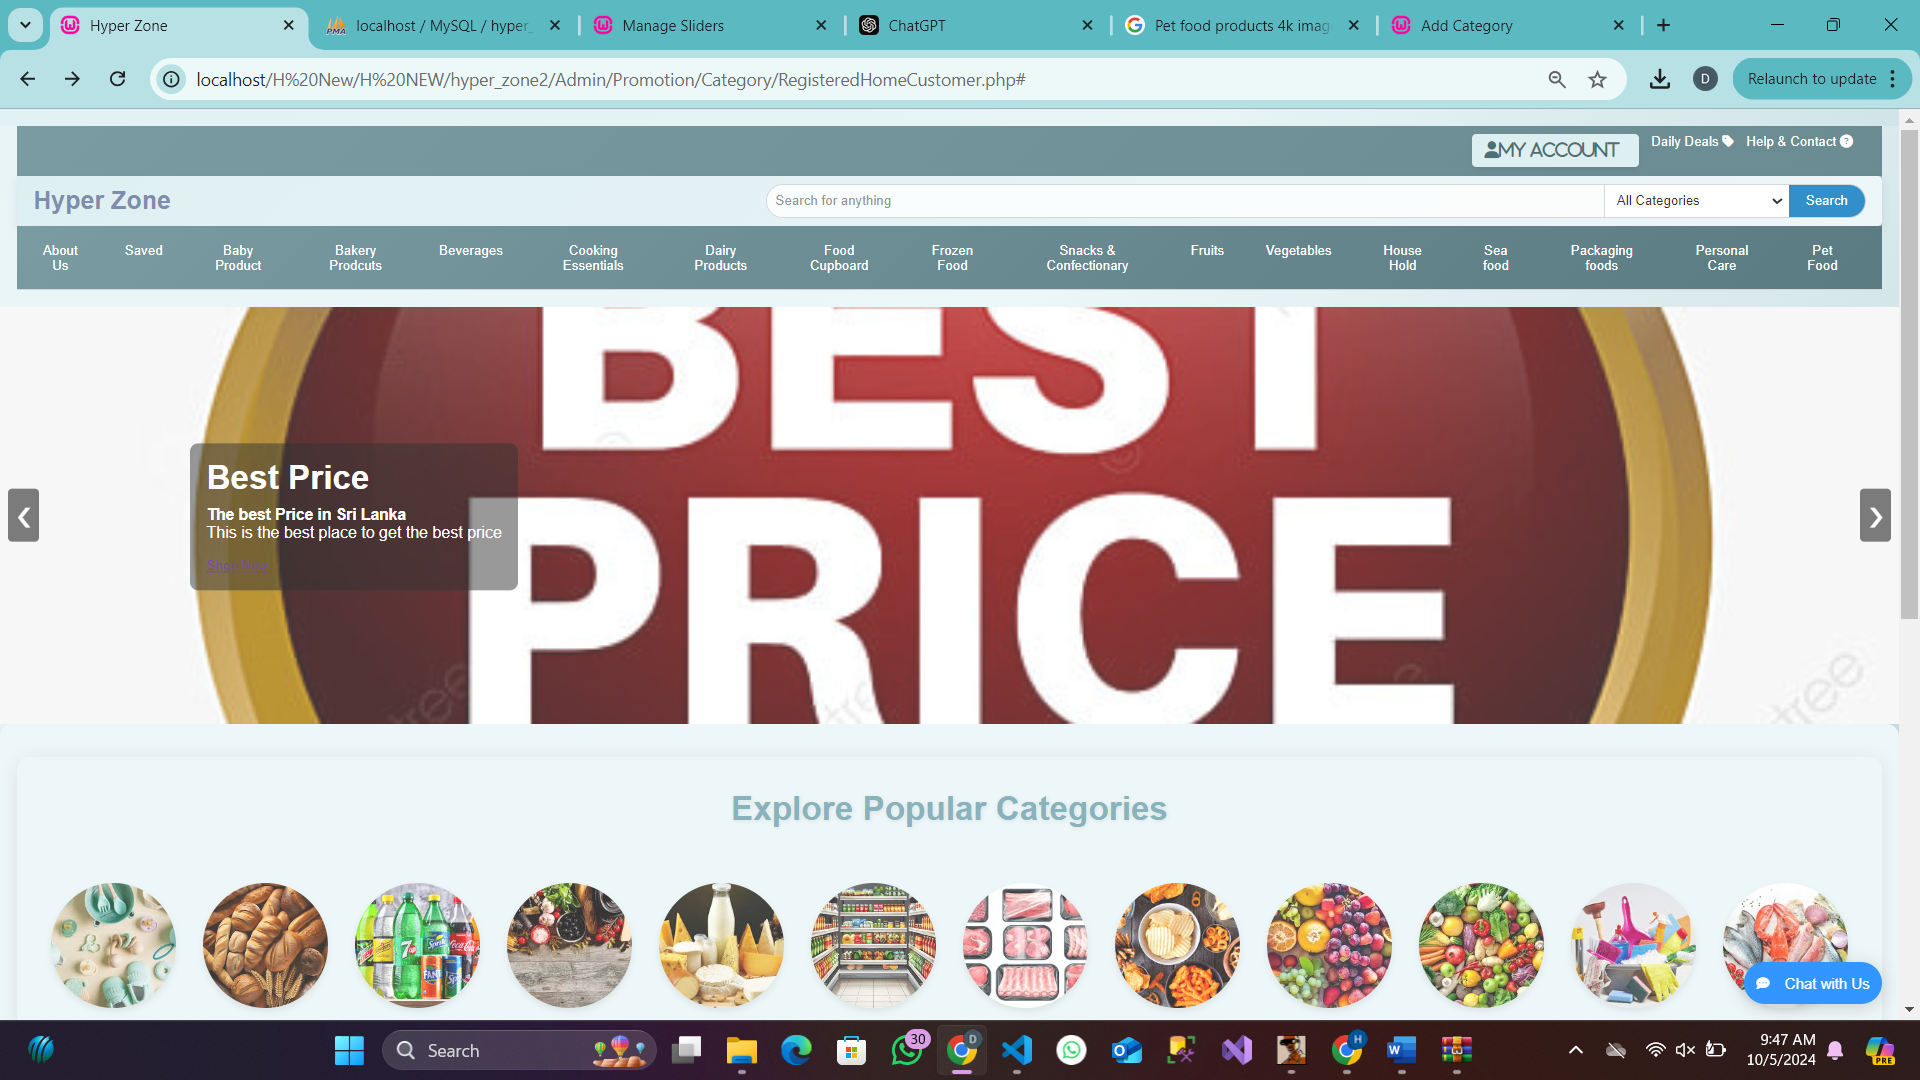 Hyper Zone
localhost / MySQL / hyper_
Manage Sliders
ChatGPT
Pet food products 4k imag
Add Category
localhost/H%20New/H%20NEW/hyper_zone2/Admin/Promotion/Category/RegisteredHomeCustomer.php#
D
Relaunch to update
MY ACCOUNT
Daily Deals
Help & Contact
Hyper Zone
Search for anything
All Categories
Search
About
Us
Saved
Baby
Product
Bakery
Prodcuts
Beverages
Cooking
Essentials
Dairy
Products
Food
Cupboard
Frozen
Food
Snacks &
Confectionary
Fruits
Vegetables
House
Hold
Sea
food
Packaging
foods
Personal
Care
Pet
Food
BEST
PRICE
Best Price
The best Price in Sri Lanka
This is the best place to get the best price
Shop Now
❮
❯
Explore Popular Categories
Chat with Us
Search
30
9:47 AM
10/5/2024
PRE